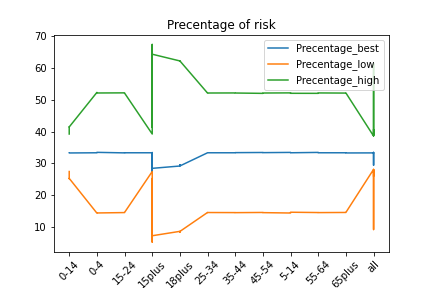 Precentage of risk
70
60
50
40
30
20
10
Precentage_best
Precentage_low
Precentage_high
0-14
0-4
15-24
15plus
18plus
25-34
35-44
45-54
5-14
55-64
65plus
all